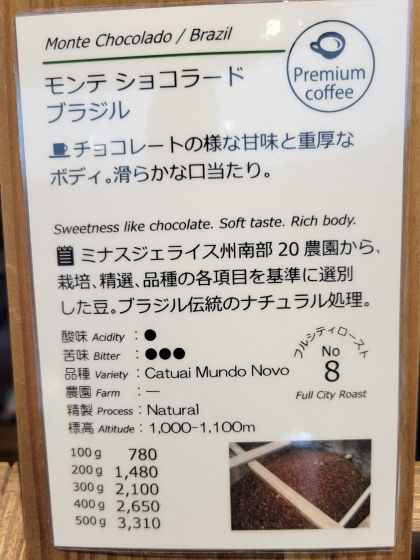 Monte Chocolado / Brazil
Premium
coffee
モンテ ショコラード
ブラジル
チョコレートの様な甘味と重厚な
ボディ。滑らかな口当たり。
Sweetness like chocolate. Soft taste. Rich body.
ミナスジェライス州南部 20 農園から、
栽培、精選、品種の各項目を基準に選別
した豆。ブラジル伝統のナチュラル処理。
酸味 Acidity : ●
苦味 Bitter : ●●●
品種 Variety : Catuai Mundo Novo
農園 Farm : ―
精製 Process : Natural
標高 Altitude : 1,000-1,100m
フルシティロースト
No
8
Full City Roast
100g 780
200g 1,480
300g 2,100
400g 2,650
500g 3,310